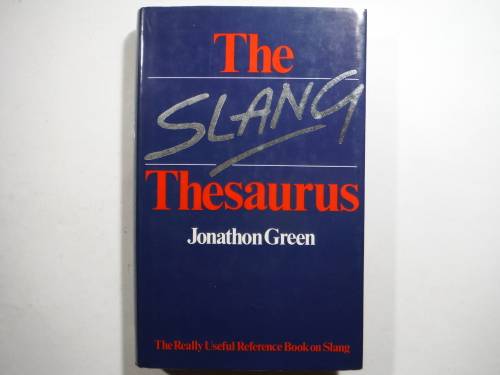 The
SLANG
Thesaurus
Jonathon Green
The Really Useful Reference Book on Slang